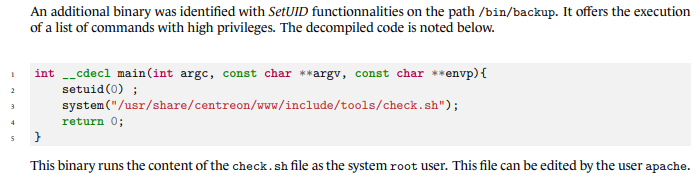 An additional binary was identified with SetUID functionnalities on the path /bin/backup. It offers the execution
of a list of commands with high privileges. The decompiled code is noted below.
1 int __cdecl main(int argc, const char **argv, const char **envp){
2 setuid(0) ;
3 system("/usr/share/centreon/www/include/tools/check.sh");
4 return 0;
5 }
This binary runs the content of the check.sh file as the system root user. This file can be edited by the user apache.